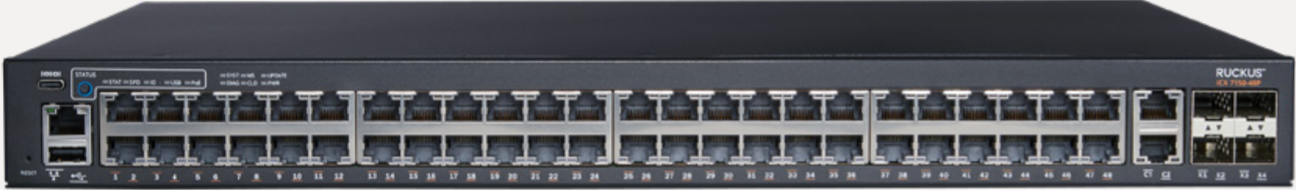 STATUS
STAT SPD ID USB PoE
SYST MS UPDATE
DIAG CLD PWR
RUCKUS
ICX 7150-48P
RESET
1 2 3 4 5 6 7 8 9 10 11 12 13 14 15 16 17 18 19 20 21 22 23 24 25 26 27 28 29 30 31 32 33 34 35 36 37 38 39 40 41 42 43 44 45 46 47 48 C1 C2 X1 X2 X3 X4